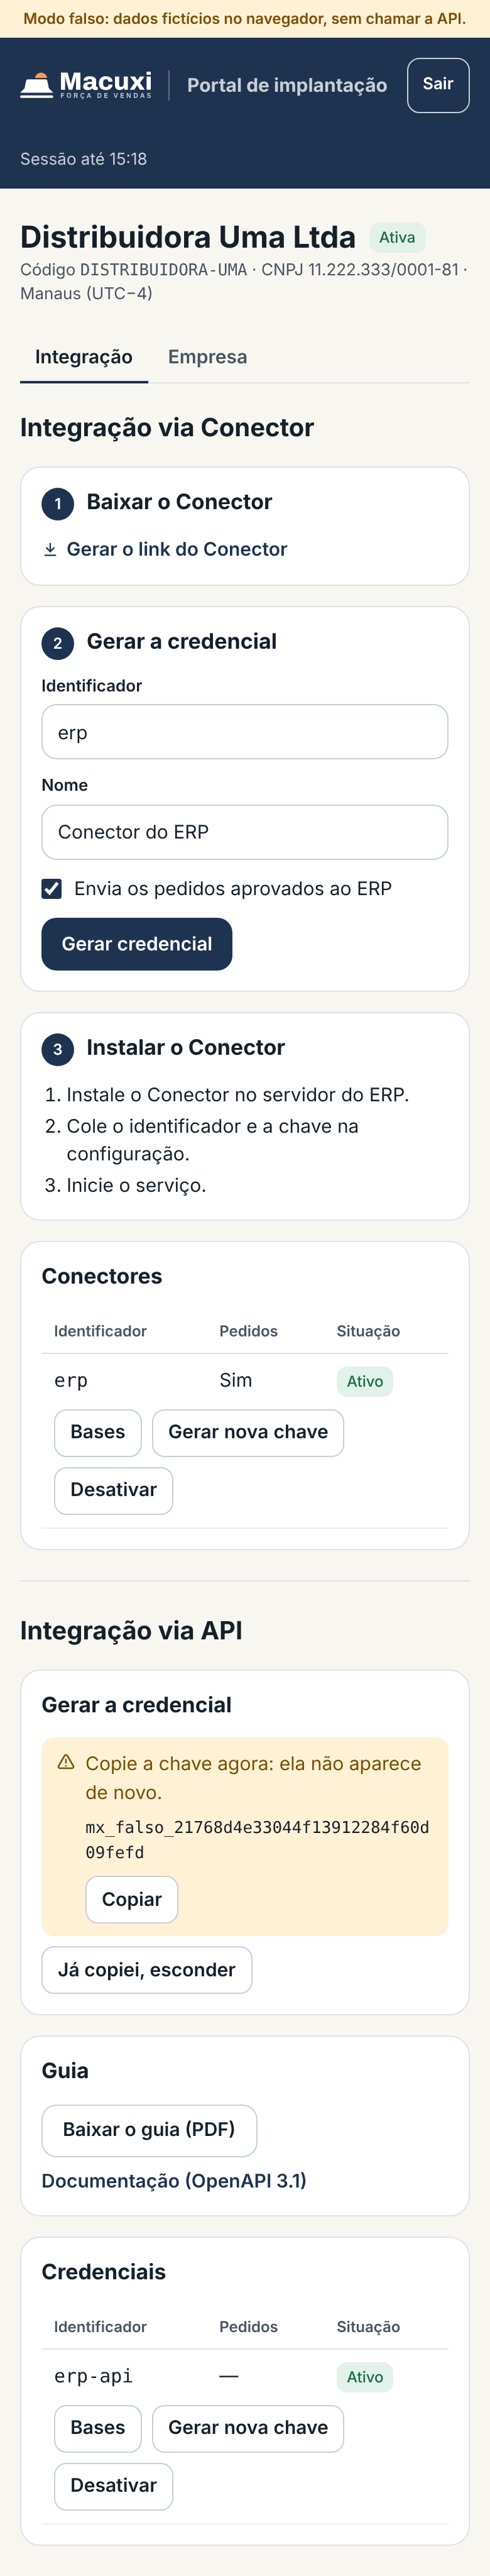 Modo falso: dados fictícios no navegador, sem chamar a API.
Macuxi
FORÇA DE VENDAS
Portal de implantação
Sair
Sessão até 15:18
Distribuidora Uma Ltda
Ativa
Código DISTRIBUIDORA-UMA · CNPJ 11.222.333/0001-81 ·
Manaus (UTC−4)
Integração
Empresa
Integração via Conector
1 Baixar o Conector
Gerar o link do Conector
2 Gerar a credencial
Identificador
erp
Nome
Conector do ERP
Envia os pedidos aprovados ao ERP
Gerar credencial
3 Instalar o Conector
1. Instale o Conector no servidor do ERP.
2. Cole o identificador e a chave na
configuração.
3. Inicie o serviço.
Conectores
Identificador Pedidos Situação
erp Sim Ativo
Bases Gerar nova chave
Desativar
Integração via API
Gerar a credencial
Copie a chave agora: ela não aparece
de novo.
mx_falso_21768d4e33044f13912284f60d
09fefd
Copiar
Já copiei, esconder
Guia
Baixar o guia (PDF)
Documentação (OpenAPI 3.1)
Credenciais
Identificador Pedidos Situação
erp-api — Ativo
Bases Gerar nova chave
Desativar